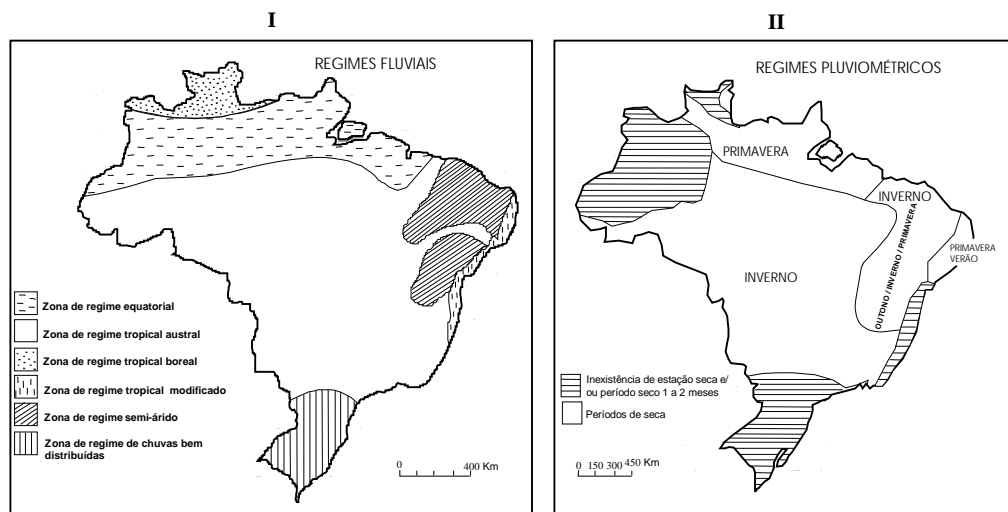 I
REGIMES FLUVIAIS
Zona de regime equatorial
Zona de regime tropical austral
Zona de regime tropical boreal
Zona de regime tropical modificado
Zona de regime semi-árido
Zona de regime de chuvas bem
distribuídas
0 400 Km
II
REGIMES PLUVIOMÉTRICOS
PRIMAVERA
INVERNO
OUTONO / INVERNO / PRIMAVERA
PRIMAVERA
VERÃO
INVERNO
Inexistência de estação seca e/
ou período seco 1 a 2 meses
Períodos de seca
0 150 300 450 Km